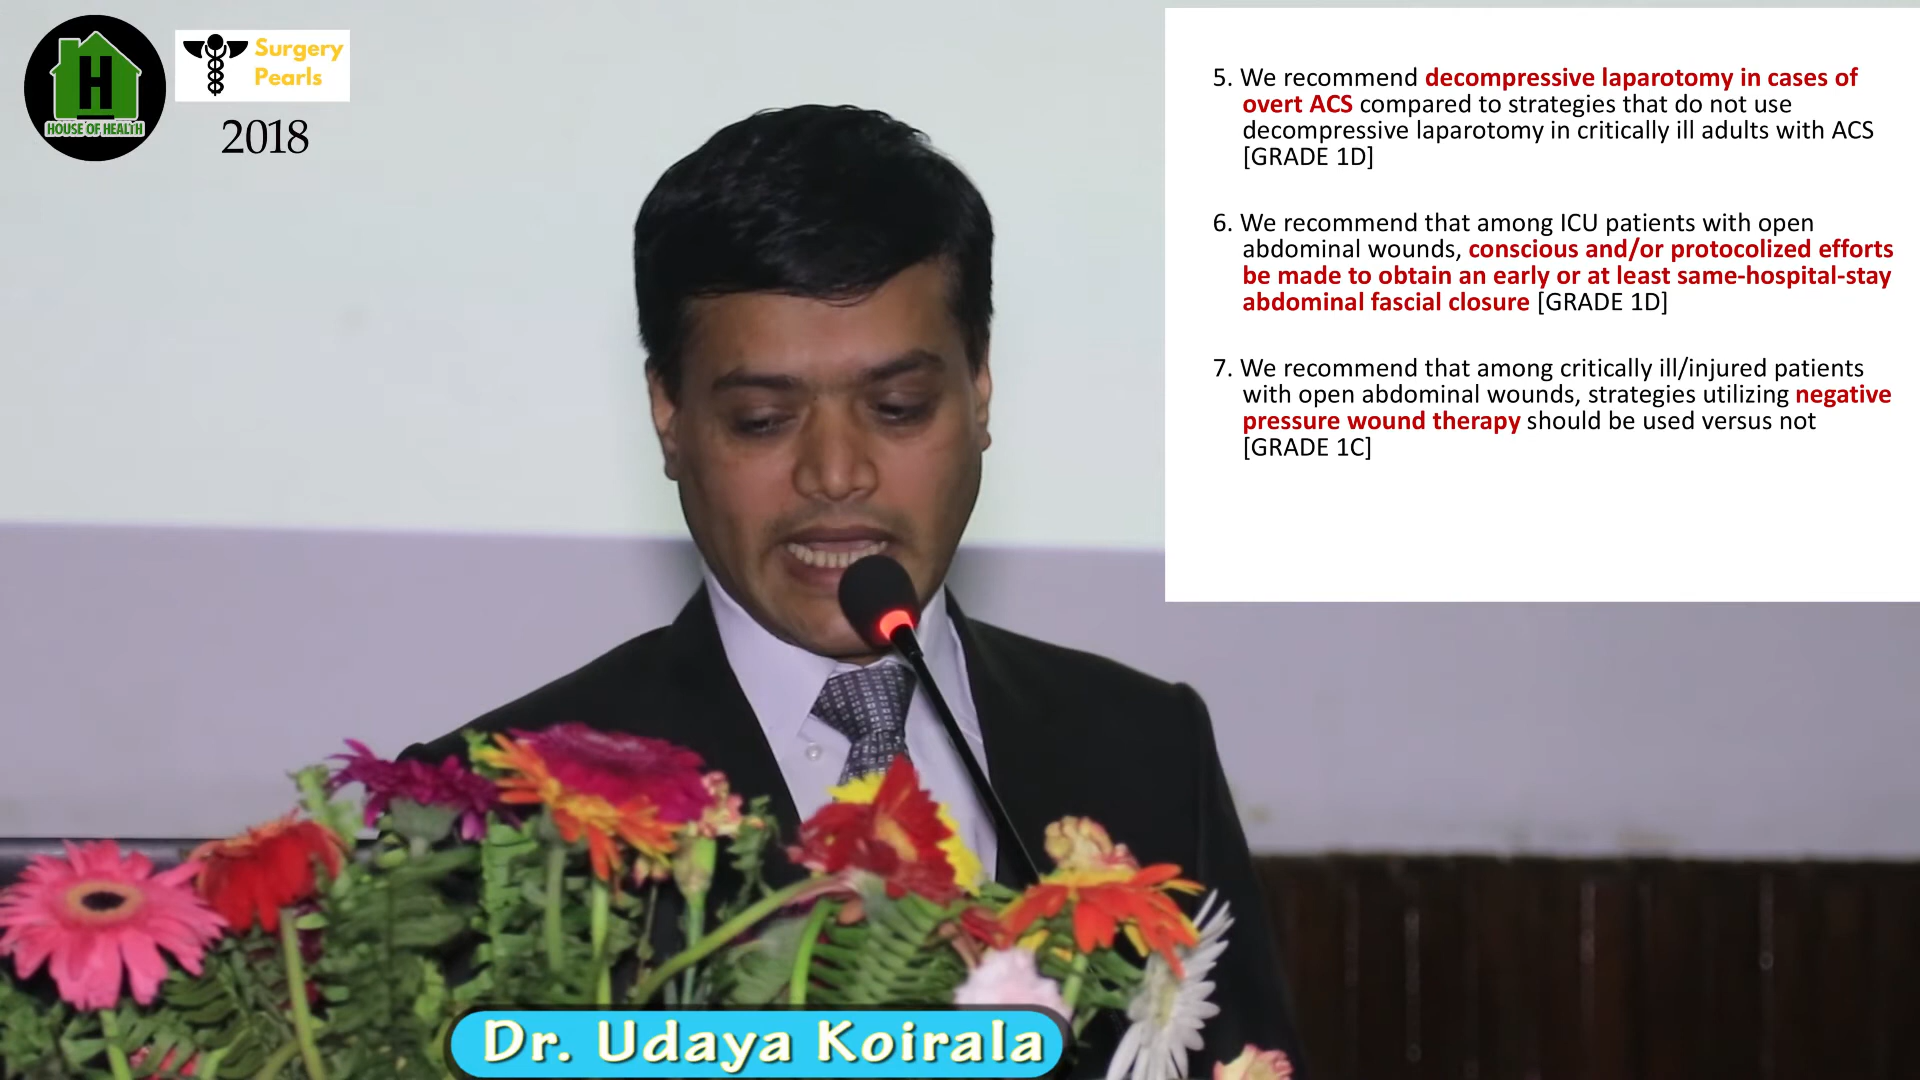 H
HOUSE OF HEALTH
Surgery
Pearls
2018
5. We recommend decompressive laparotomy in cases of
overt ACS compared to strategies that do not use
decompressive laparotomy in critically ill adults with ACS
[GRADE 1D]
6. We recommend that among ICU patients with open
abdominal wounds, conscious and/or protocolized efforts
be made to obtain an early or at least same-hospital-stay
abdominal fascial closure [GRADE 1D]
7. We recommend that among critically ill/injured patients
with open abdominal wounds, strategies utilizing negative
pressure wound therapy should be used versus not
[GRADE 1C]
Dr. Udaya Koirala